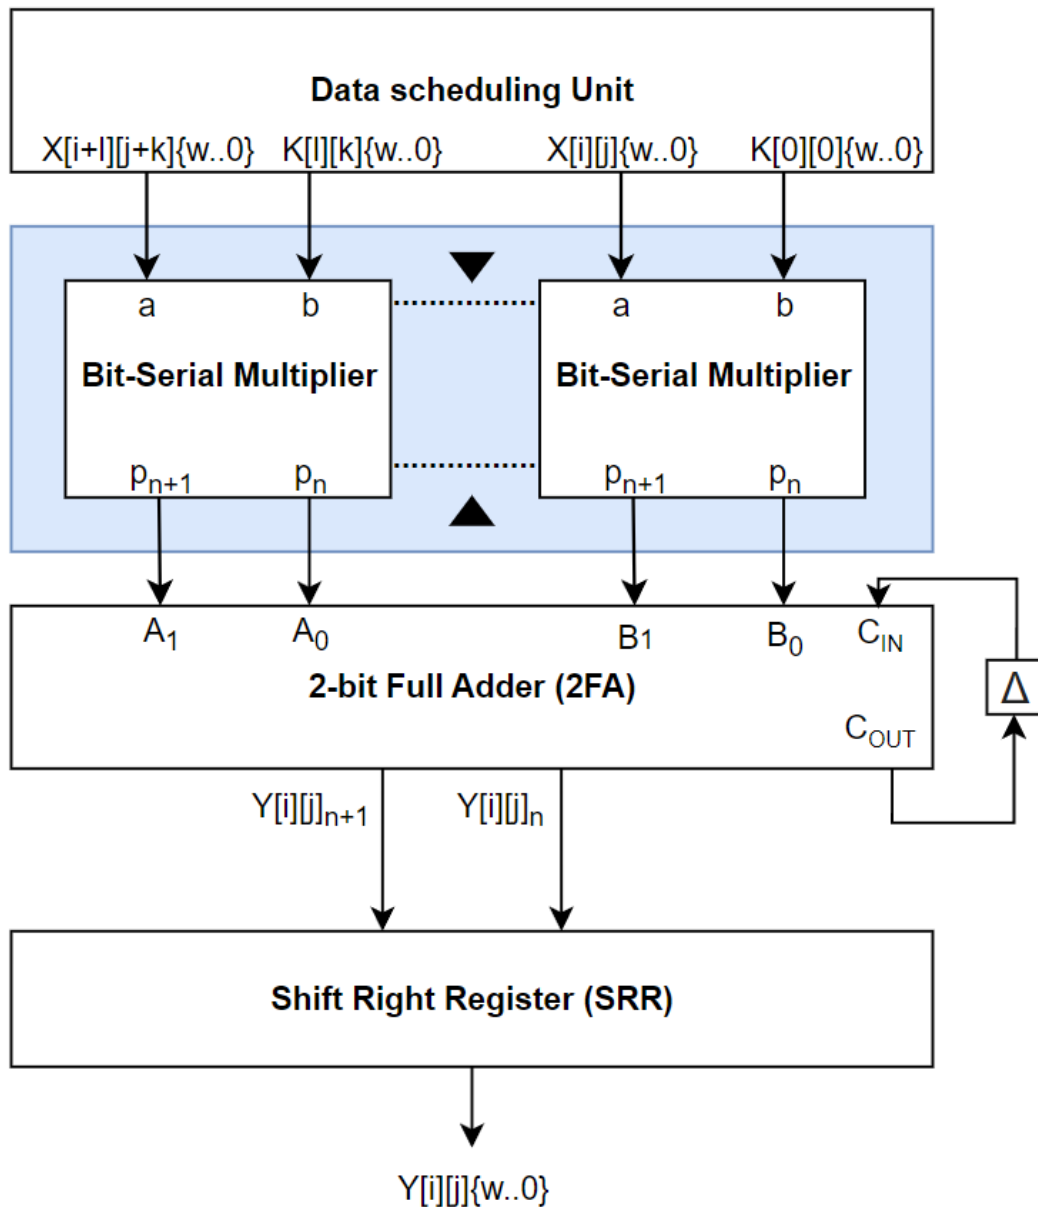 Data scheduling Unit
X[i+l][j+k]{w..0} K[l][k]{w..0} X[i][j]{w..0} K[0][0]{w..0}
a b a b
Bit-Serial Multiplier Bit-Serial Multiplier
pn+1 pn pn+1 pn
A1 A0 B1 B0 CIN
2-bit Full Adder (2FA)
Δ
COUT
Y[i][j]n+1 Y[i][j]n
Shift Right Register (SRR)
Y[i][j]{w..0}